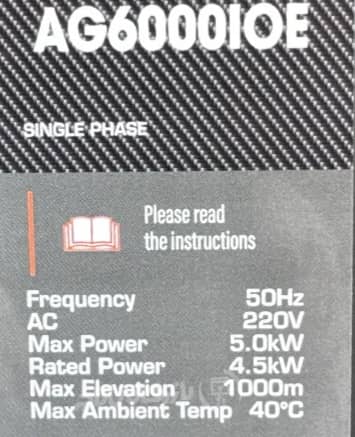 AG6000IOE
SINGLE PHASE
Please read
the instructions
Frequency 50Hz
AC 220V
Max Power 5.0kW
Rated Power 4.5kW
Max Elevation 1000m
Max Ambient Temp 40°C